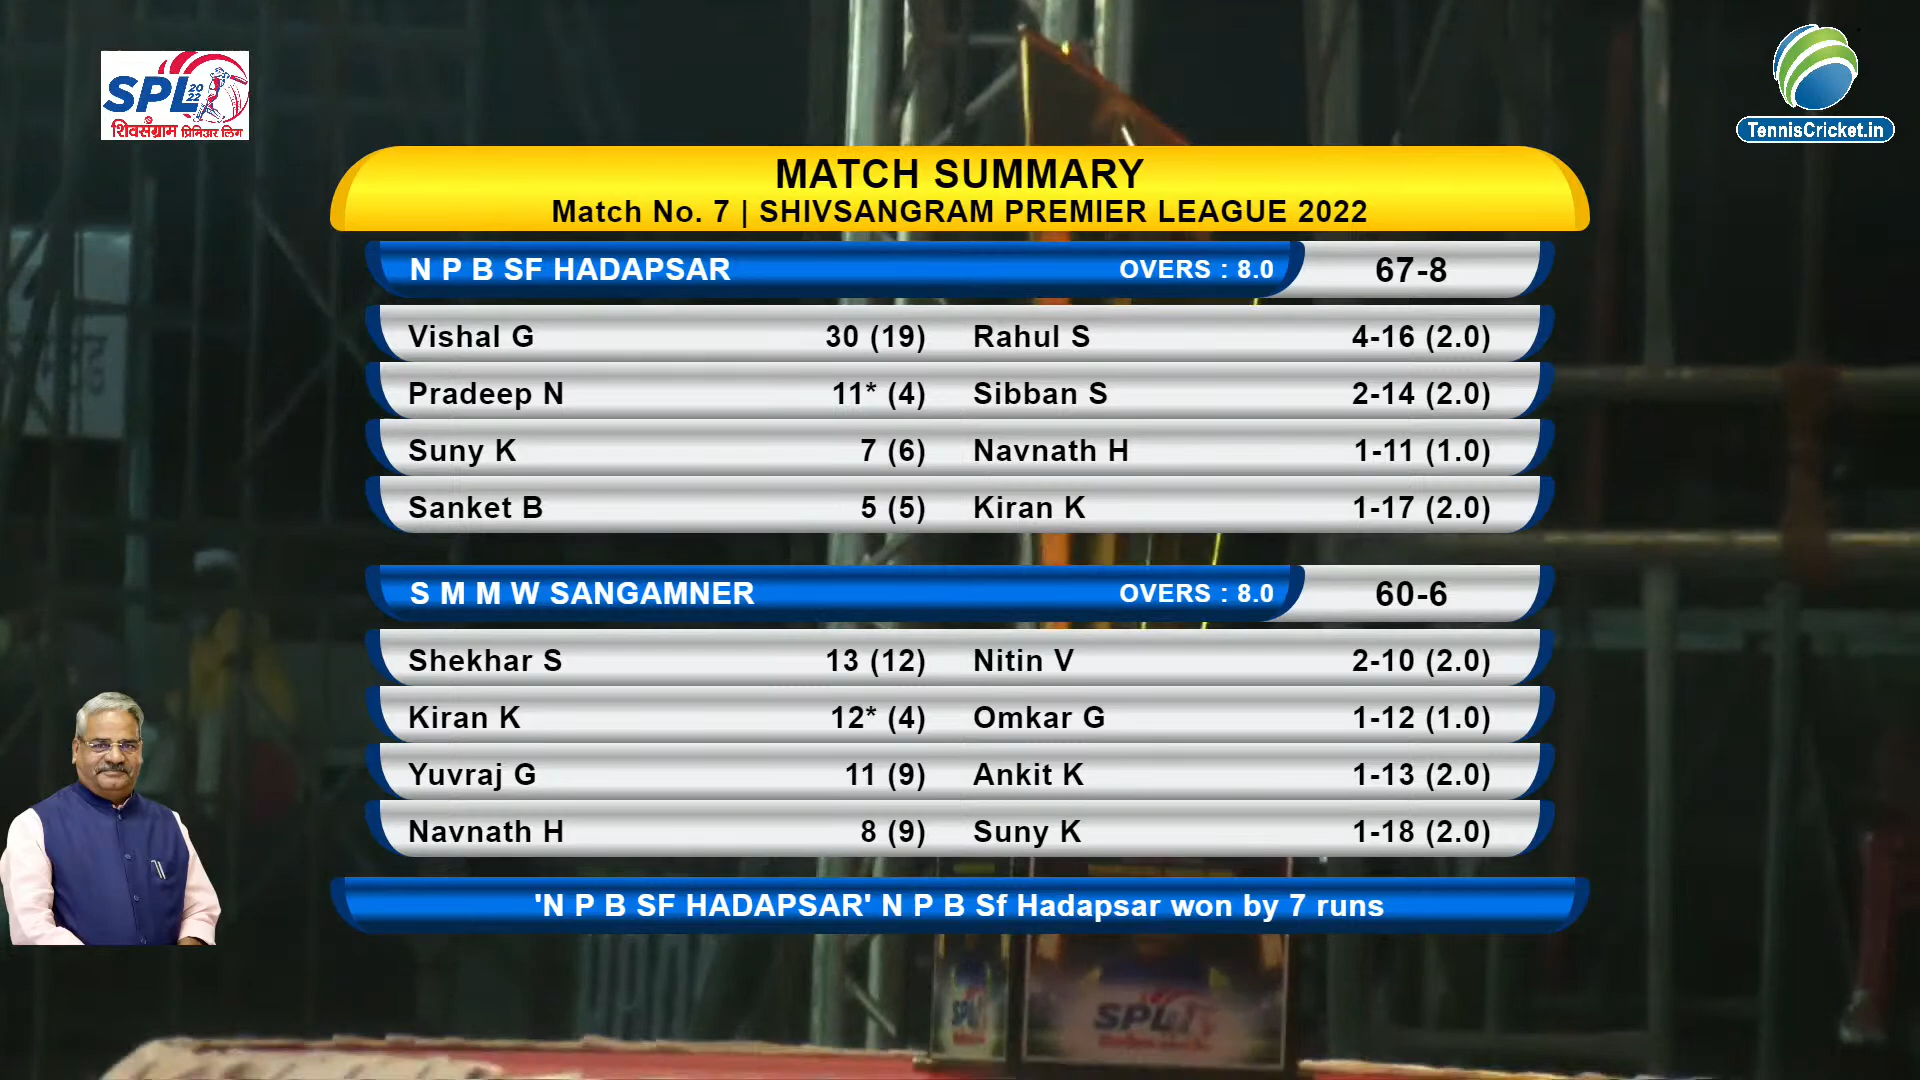 SPL
20
22
शिवसंग्राम प्रिमिअर लिग
TennisCricket.in
MATCH SUMMARY
Match No. 7 | SHIVSANGRAM PREMIER LEAGUE 2022
N P B SF HADAPSAR OVERS : 8.0 67-8
Vishal G 30 (19) Rahul S 4-16 (2.0)
Pradeep N 11* (4) Sibban S 2-14 (2.0)
Suny K 7 (6) Navnath H 1-11 (1.0)
Sanket B 5 (5) Kiran K 1-17 (2.0)
S M M W SANGAMNER OVERS : 8.0 60-6
Shekhar S 13 (12) Nitin V 2-10 (2.0)
Kiran K 12* (4) Omkar G 1-12 (1.0)
Yuvraj G 11 (9) Ankit K 1-13 (2.0)
Navnath H 8 (9) Suny K 1-18 (2.0)
'N P B SF HADAPSAR' N P B Sf Hadapsar won by 7 runs
SPL
SPL